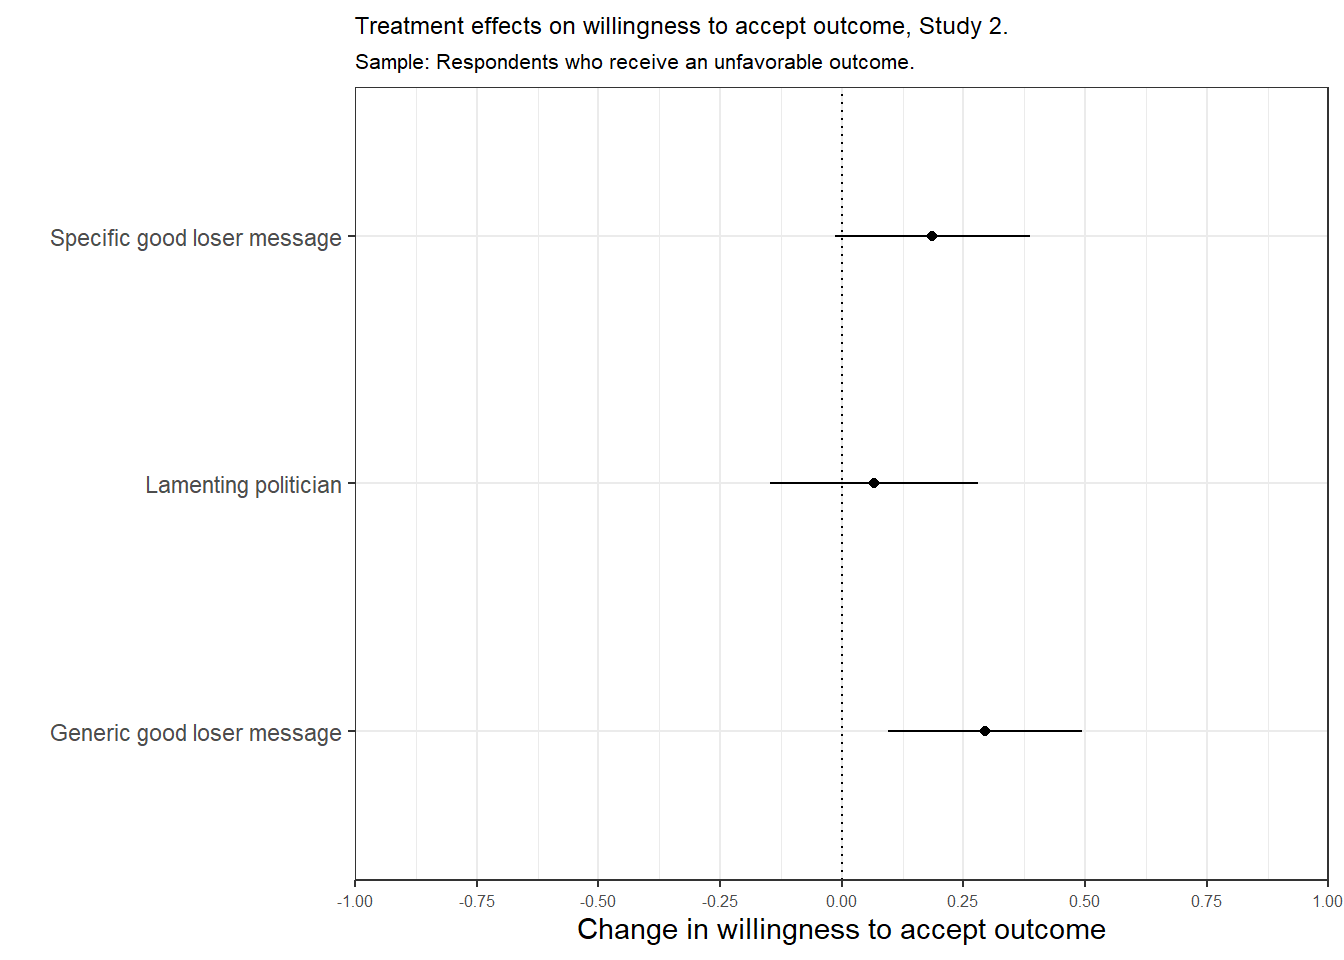 Treatment effects on willingness to accept outcome, Study 2.
Sample: Respondents who receive an unfavorable outcome.
Specific good loser message
Lamenting politician
Generic good loser message
-1.00 -0.75 -0.50 -0.25 0.00 0.25 0.50 0.75 1.00
Change in willingness to accept outcome